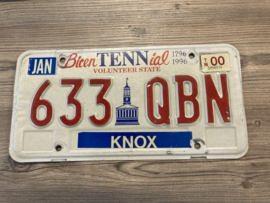 JAN BicenTENNial 1796 1996 00
VOLUNTEER STATE
633 QBN
KNOX